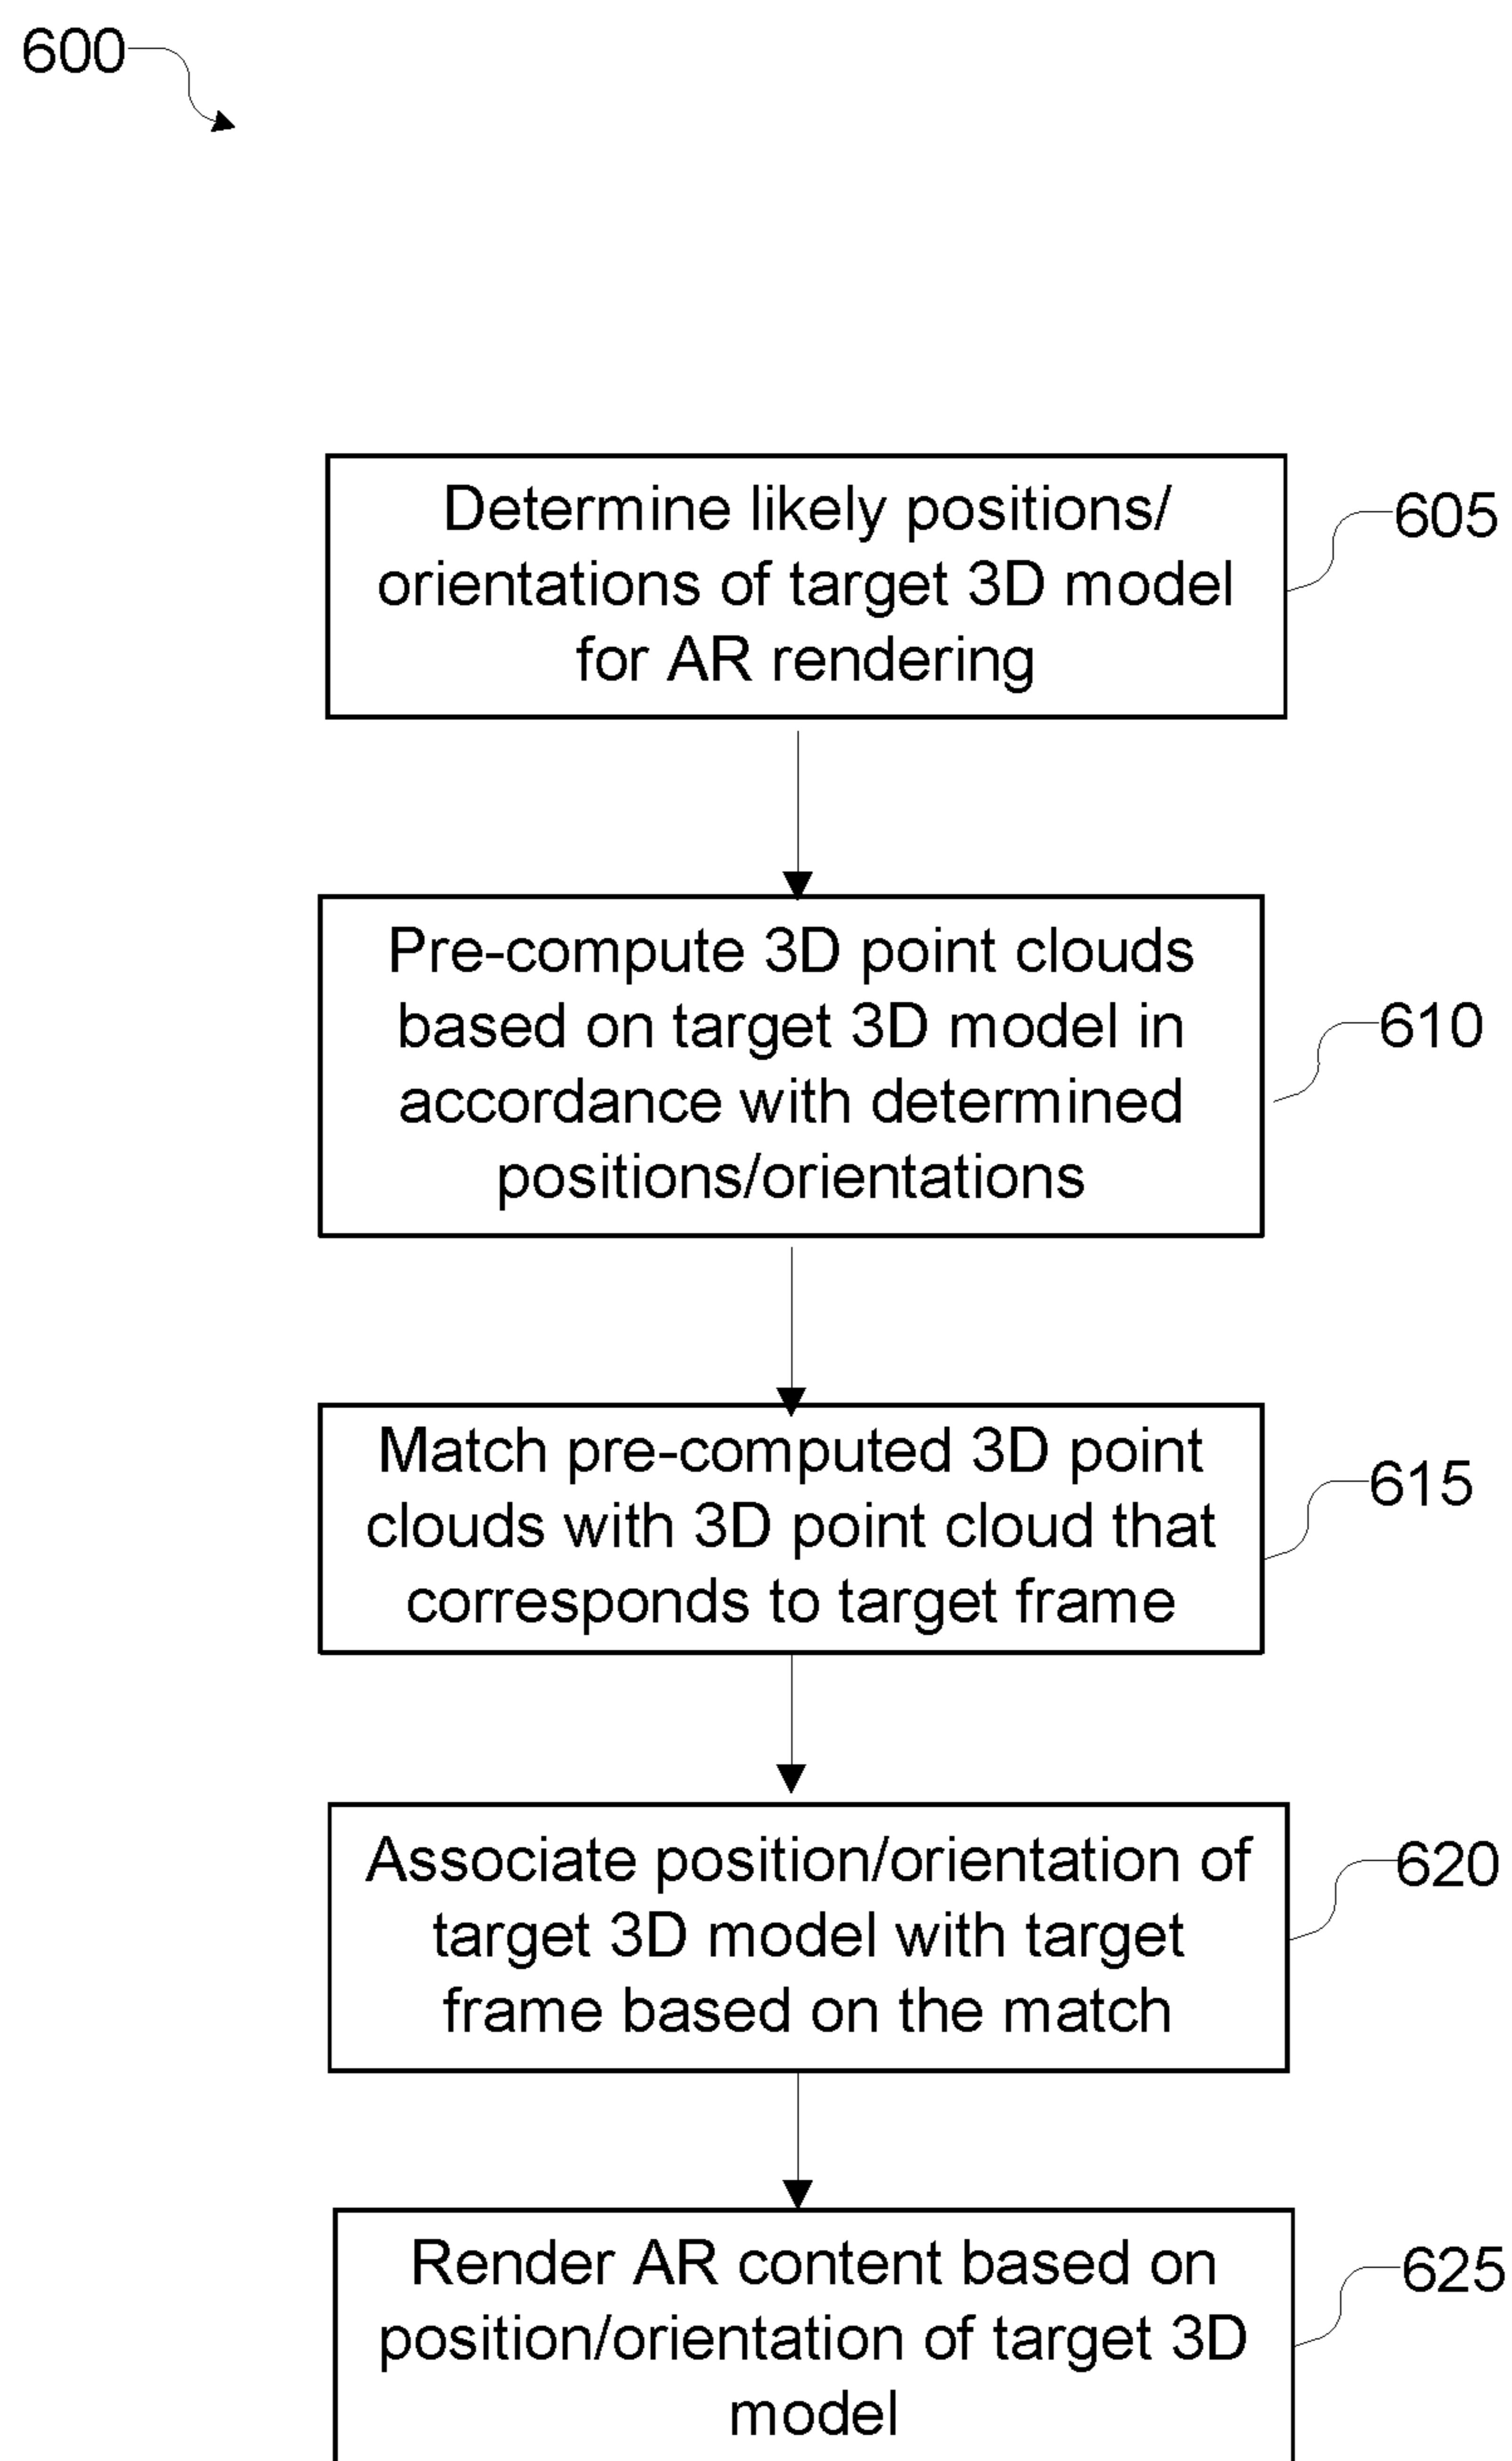 600
Determine likely positions/
orientations of target 3D model
for AR rendering
605
Pre-compute 3D point clouds
based on target 3D model in
accordance with determined
positions/orientations
610
Match pre-computed 3D point
clouds with 3D point cloud that
corresponds to target frame
615
Associate position/orientation of
target 3D model with target
frame based on the match
620
Render AR content based on
position/orientation of target 3D
model
625